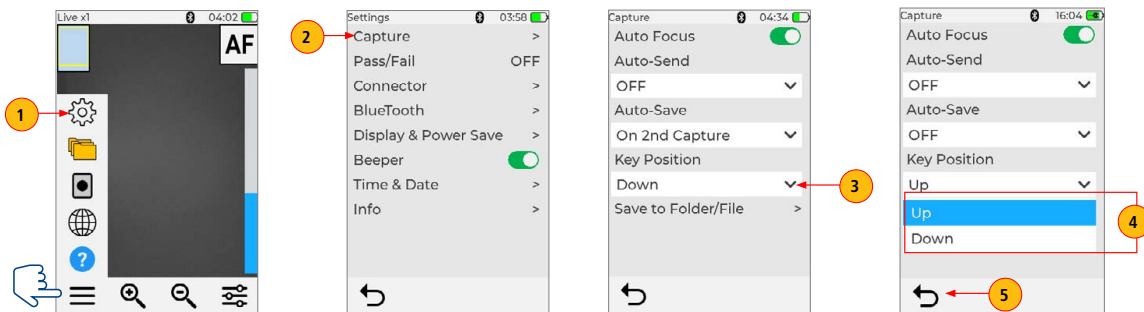 Live x1 04:02
AF
1
?
Settings 03:58
2
Capture >
Pass/Fail OFF
Connector >
BlueTooth >
Display & Power Save >
Beeper
Time & Date >
Info >
Capture 04:34
Auto Focus
Auto-Send
OFF
Auto-Save
On 2nd Capture
Key Position
Down
3
Save to Folder/File >
Capture 16:04
Auto Focus
Auto-Send
OFF
Auto-Save
OFF
Key Position
Up
Up
Down
4
5